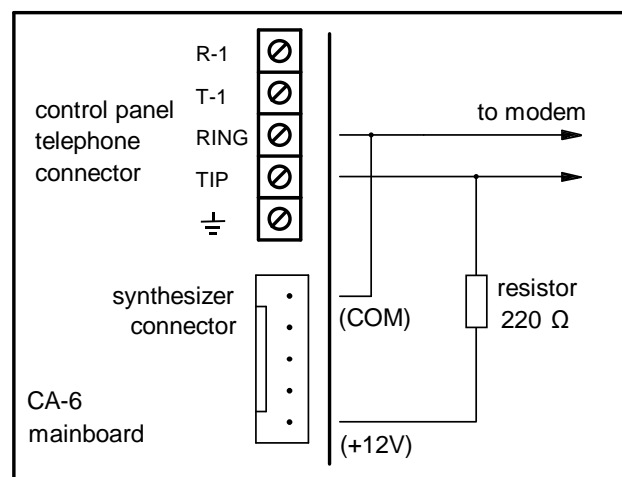 R-1
T-1
RING
TIP
control panel
telephone
connector
to modem
synthesizer
connector
(COM)
resistor
220 Ω
CA-6
mainboard
(+12V)